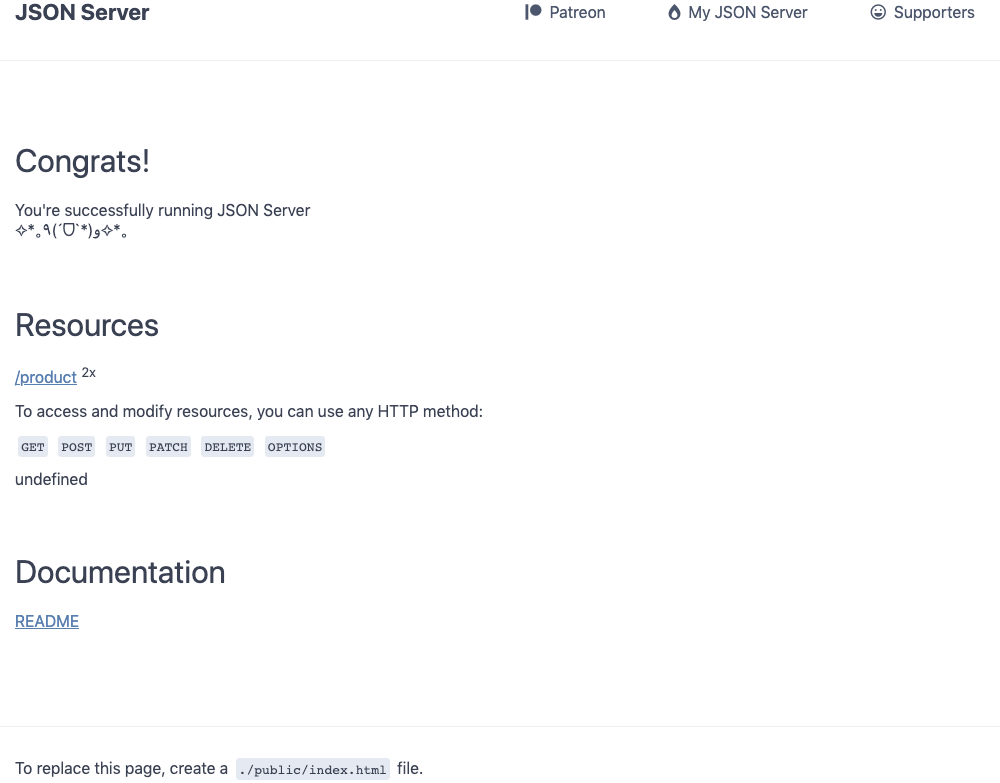 JSON Server
Patreon
My JSON Server
Supporters
Congrats!
You're successfully running JSON Server
✧*｡٩(ˊᗜˋ*)و✧*｡
Resources
/product 2x
To access and modify resources, you can use any HTTP method:
GET POST PUT PATCH DELETE OPTIONS
undefined
Documentation
README
To replace this page, create a ./public/index.html file.